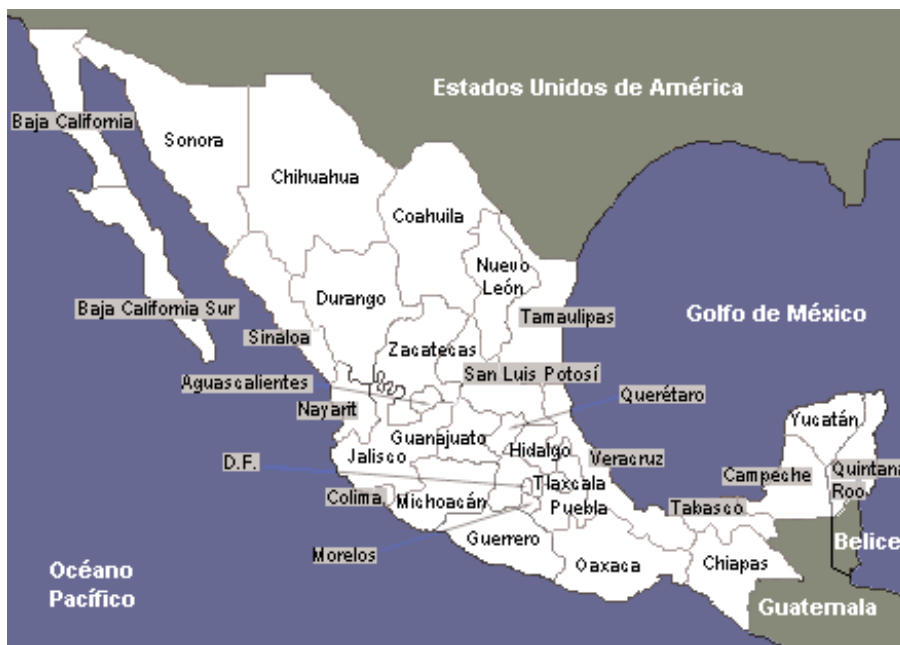 Estados Unidos de América
Baja California
Sonora
Chihuahua
Coahuila
Nuevo
León
Durango
Baja California Sur
Tamaulipas
Golfo de México
Sinaloa
Zacatecas
San Luis Potosí
Aguascalientes
Querétaro
Nayarit
Yucatán
Guanajuato
Jalisco
Hidalgo
Veracruz
D.F.
Campeche
Quintana
Roo
Tlaxcala
Colima
Michoacán
Puebla
Tabasco
Guerrero
Morelos
Oaxaca
Chiapas
Belice
Océano
Pacífico
Guatemala